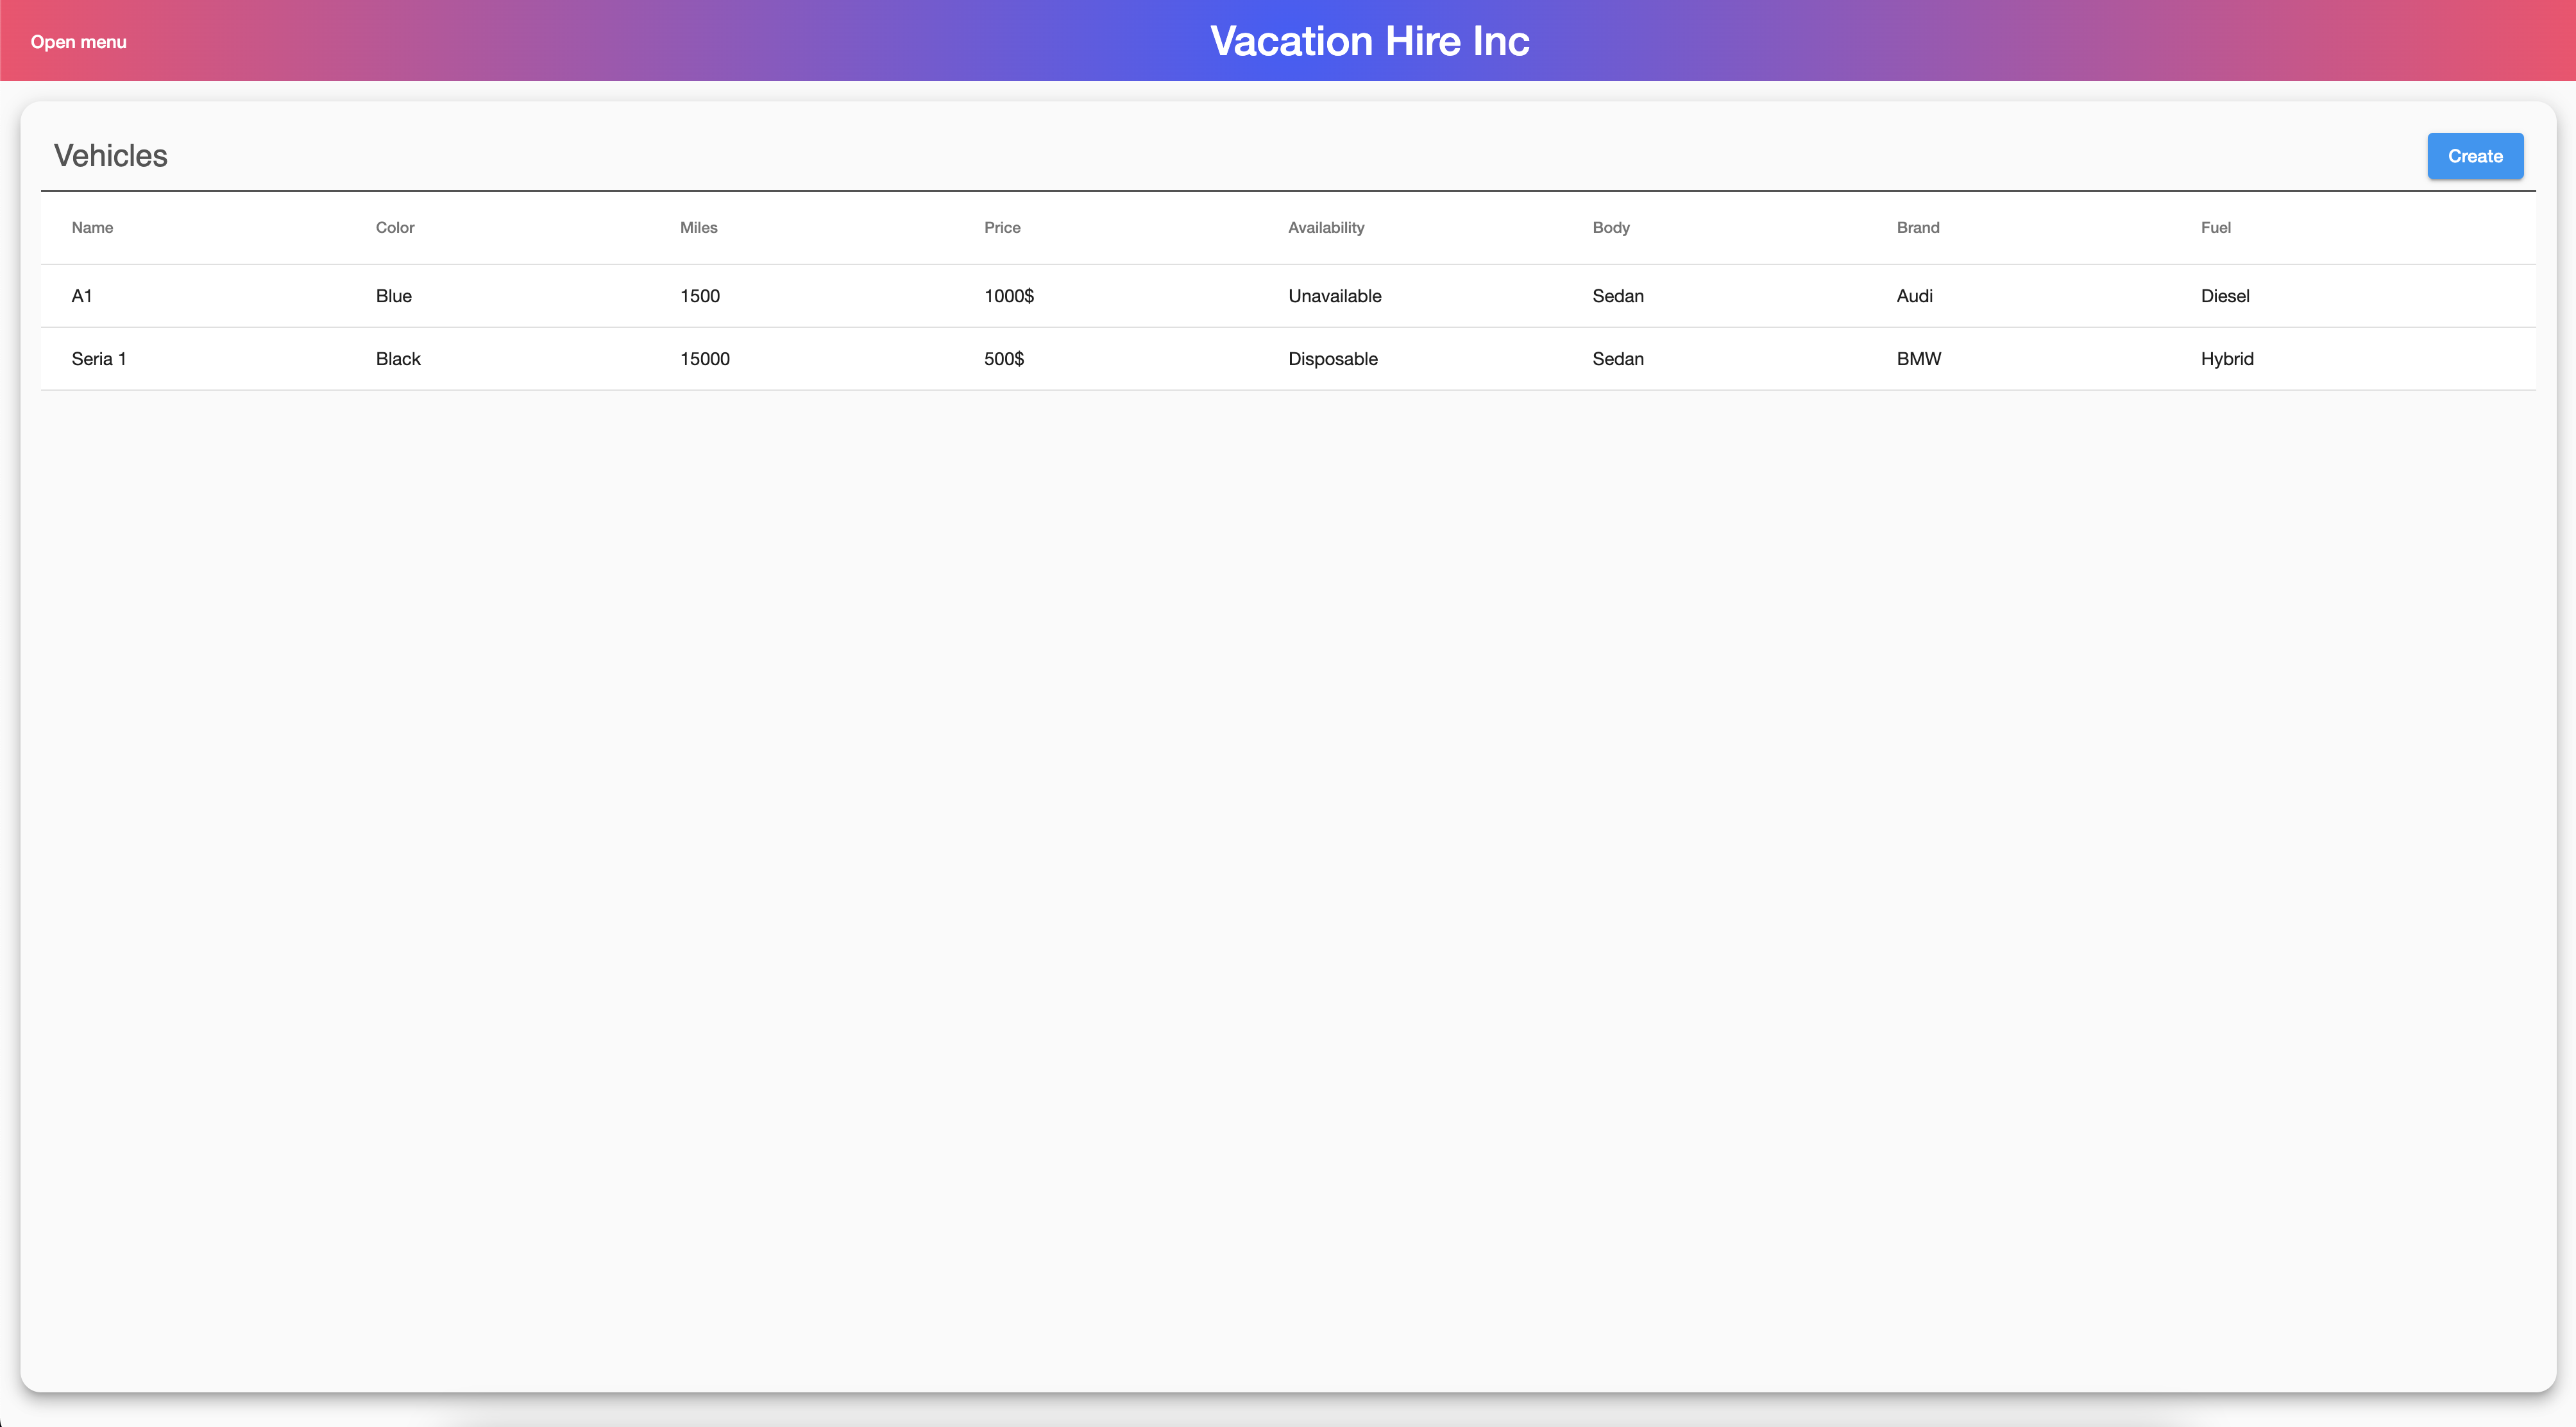 Open menu
Vacation Hire Inc
Vehicles
Create
Name Color Miles Price Availability Body Brand Fuel
A1 Blue 1500 1000$ Unavailable Sedan Audi Diesel
Seria 1 Black 15000 500$ Disposable Sedan BMW Hybrid